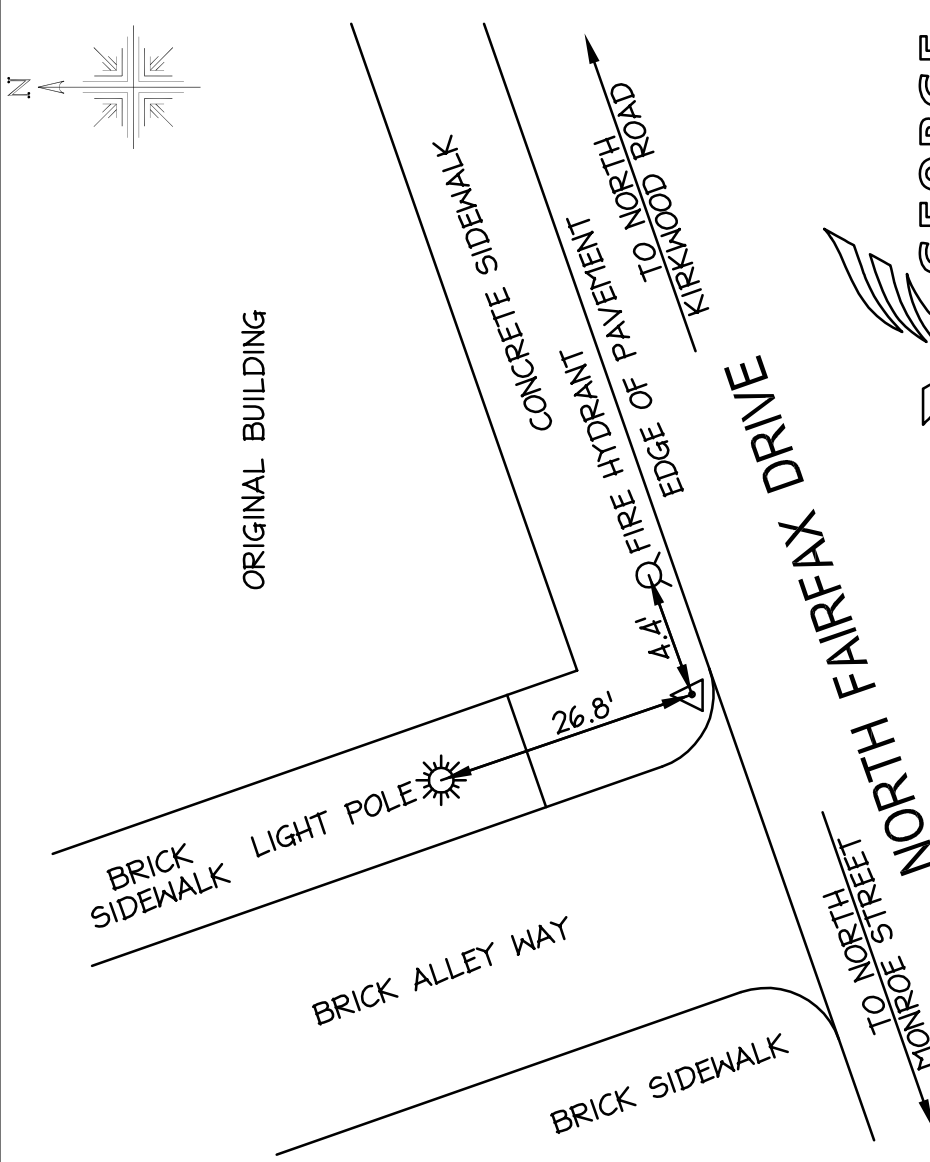 N
ORIGINAL BUILDING
CONCRETE SIDEWALK
TO NORTH
KIRKWOOD ROAD
EDGE OF PAVEMENT
FIRE HYDRANT
4.4'
26.8'
LIGHT POLE
BRICK
SIDEWALK
NORTH FAIRFAX DRIVE
BRICK ALLEY WAY
TO NORTH
MONROE STREET
BRICK SIDEWALK